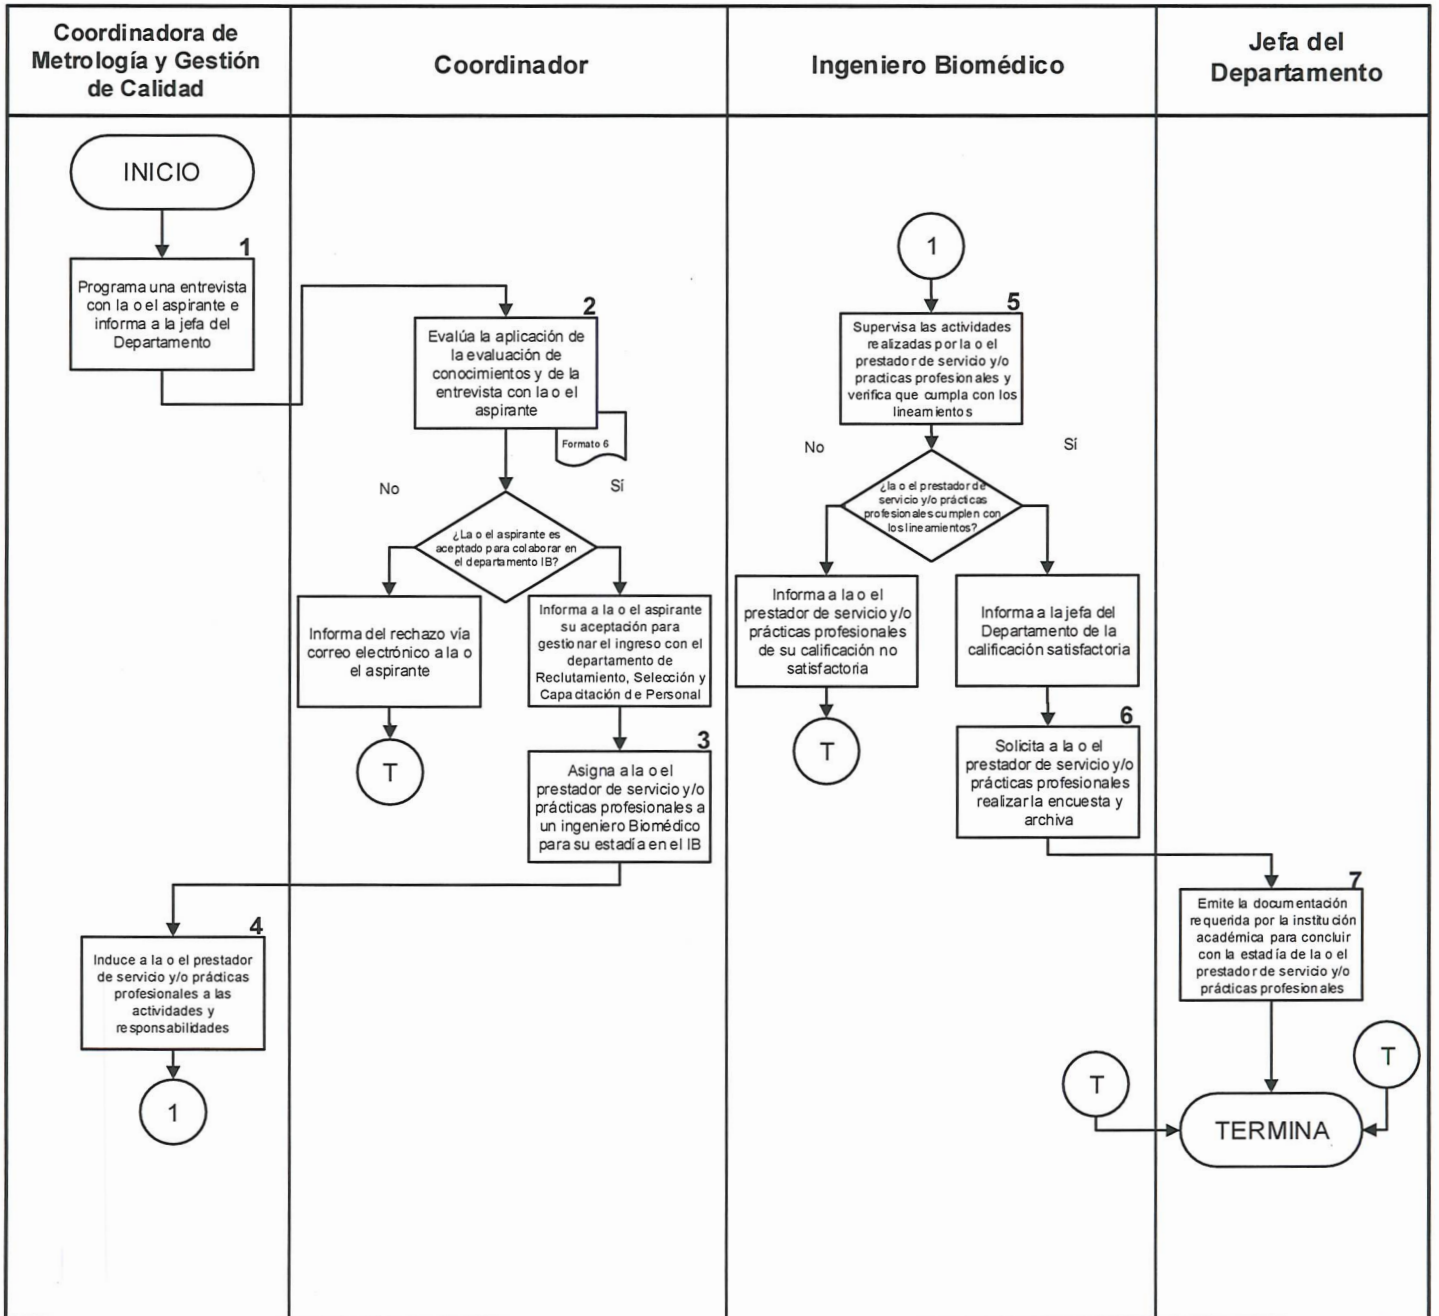 Coordinadora de
Metrología y Gestión
de Calidad
Coordinador
Ingeniero Biomédico
Jefa del
Departamento
INICIO
1
Programa una entrevista
con la o el aspirante e
informa a la jefa del
Departamento
2
Evalúa la aplicación de
la evaluación de
conocimientos y de la
entrevista con la o el
aspirante
Formato 6
No
Sí
¿La o el aspirante es
aceptado para colaborar en
el departamento IB?
Informa del rechazo vía
correo electrónico a la o
el aspirante
T
Informa a la o el aspirante
su aceptación para
gestionar el ingreso con el
departamento de
Reclutamiento, Selección y
Capacitación de Personal
3
Asigna a la o el
prestador de servicio y/o
prácticas profesionales a
un ingeniero Biomédico
para su estadía en el IB
4
Induce a la o el prestador
de servicio y/o prácticas
profesionales a las
actividades y
responsabilidades
1
1
5
Supervisa las actividades
realizadas por la o el
prestador de servicio y/o
practicas profesionales y
verifica que cumpla con los
lineamientos
No
Sí
¿la o el prestador de
servicio y/o prácticas
profesionales cumplen con
los lineamientos?
Informa a la o el
prestador de servicio y/o
prácticas profesionales
de su calificación no
satisfactoria
T
Informa a la jefa del
Departamento de la
calificación satisfactoria
6
Solicita a la o el
prestador de servicio y/o
prácticas profesionales
realizar la encuesta y
archiva
7
Emite la documentación
requerida por la institución
académica para concluir
con la estadía de la o el
prestador de servicio y/o
prácticas profesionales
T
T
TERMINA